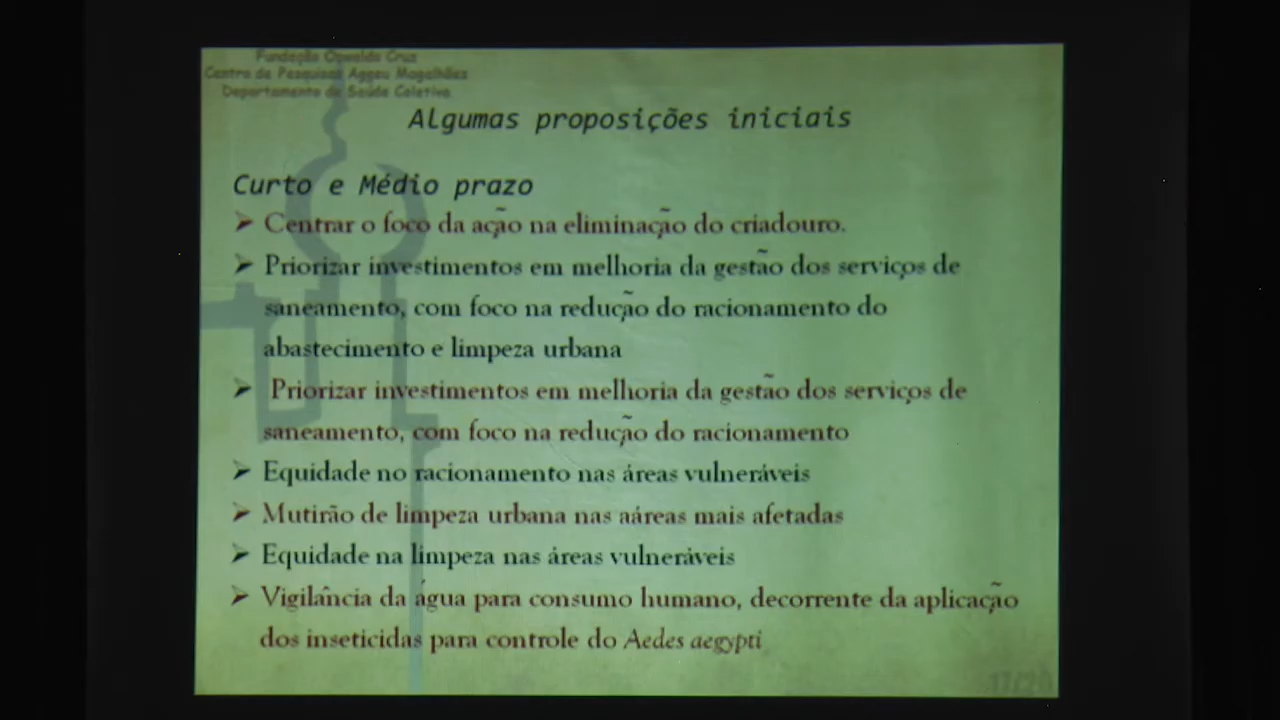 Fundação Oswaldo Cruz
Centro de Pesquisas Aggeu Magalhães
Departamento de Saúde Coletiva
Algumas proposições iniciais
Curto e Médio prazo
➢ Centrar o foco da ação na eliminação do criadouro.
➢ Priorizar investimentos em melhoria da gestão dos serviços de
saneamento, com foco na redução do racionamento do
abastecimento e limpeza urbana
➢ Priorizar investimentos em melhoria da gestão dos serviços de
saneamento, com foco na redução do racionamento
➢ Equidade no racionamento nas áreas vulneráveis
➢ Mutirão de limpeza urbana nas aáreas mais afetadas
➢ Equidade na limpeza nas áreas vulneráveis
➢ Vigilância da água para consumo humano, decorrente da aplicação
dos inseticidas para controle do Aedes aegypti